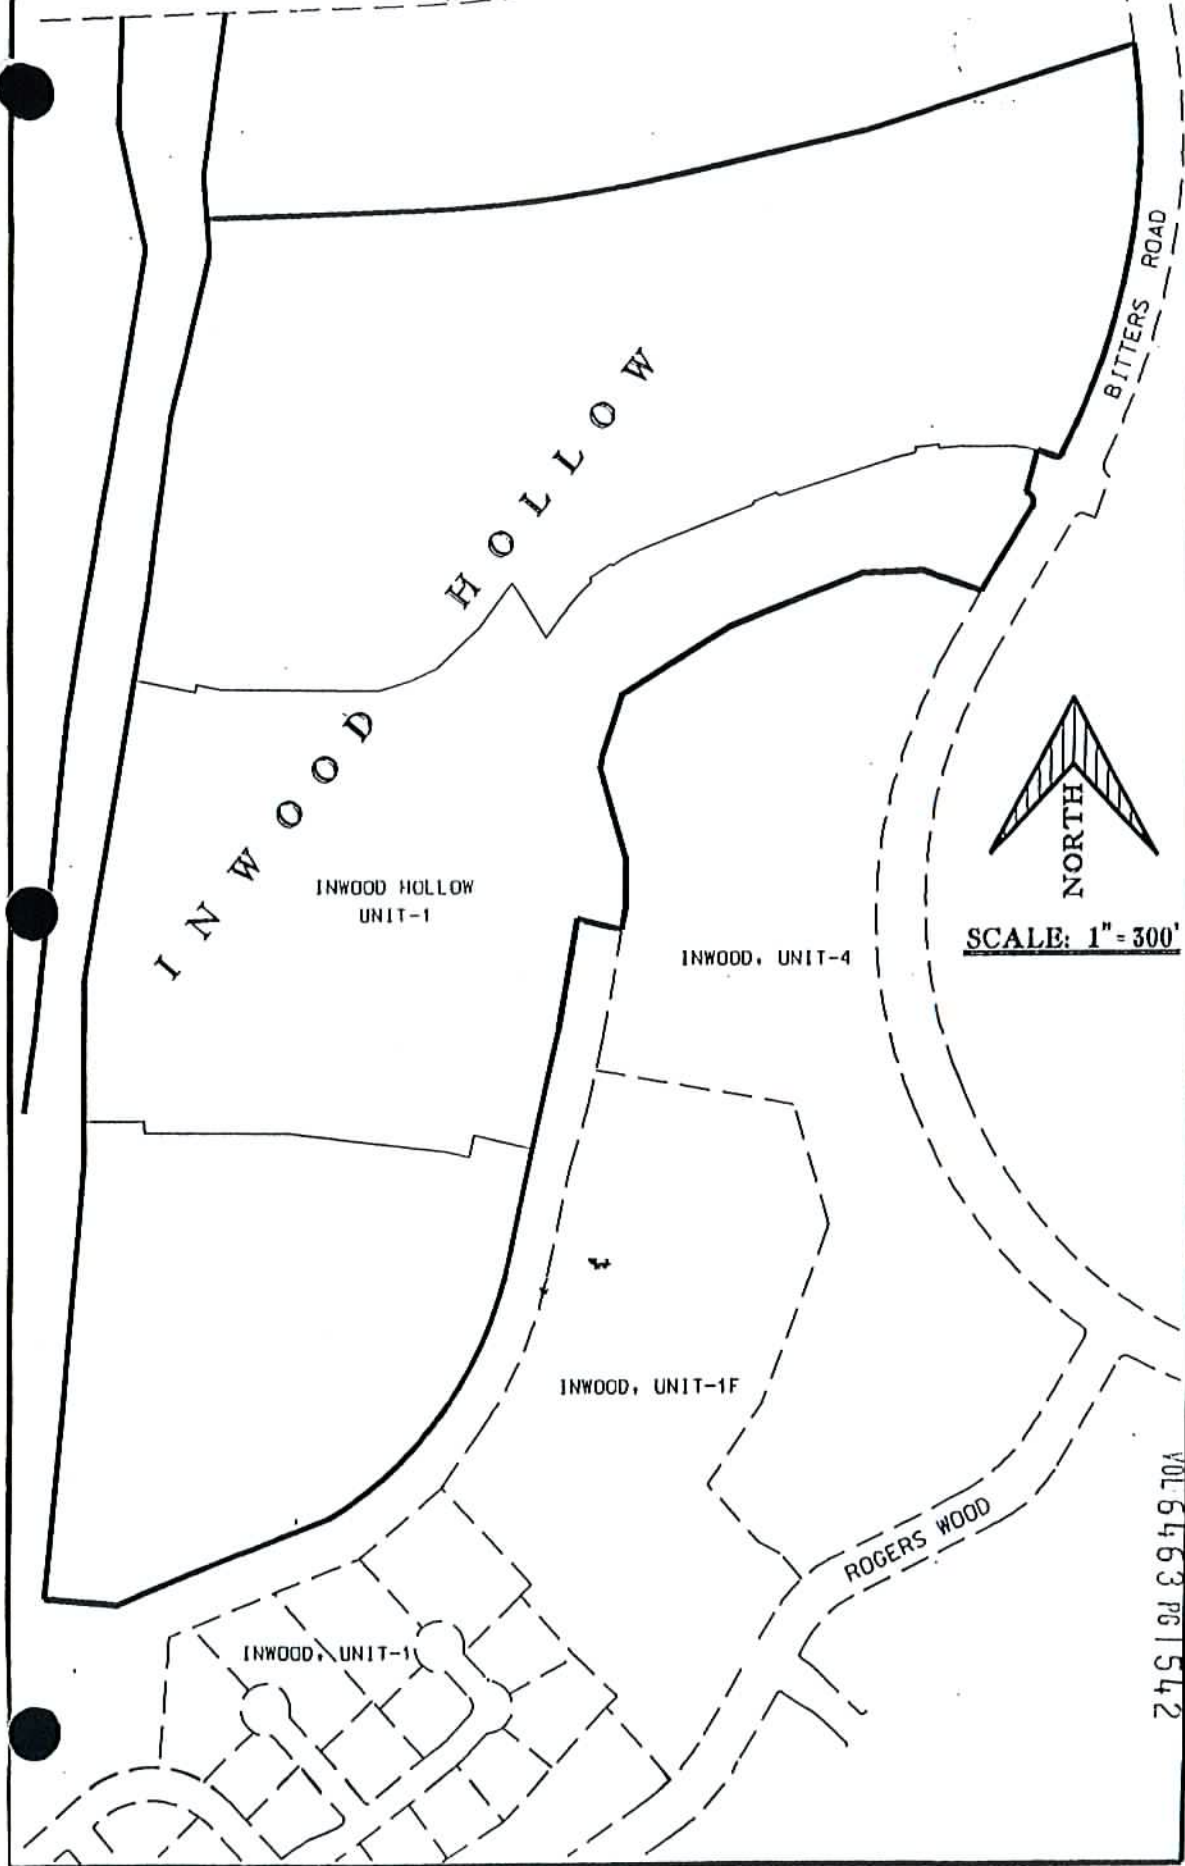 BITTERS ROAD
INWOOD HOLLOW
INWOOD HOLLOW
UNIT-1
NORTH
SCALE: 1" = 300'
INWOOD, UNIT-4
INWOOD, UNIT-1F
ROGERS WOOD
INWOOD, UNIT-1
VOL 6463 PG 1542